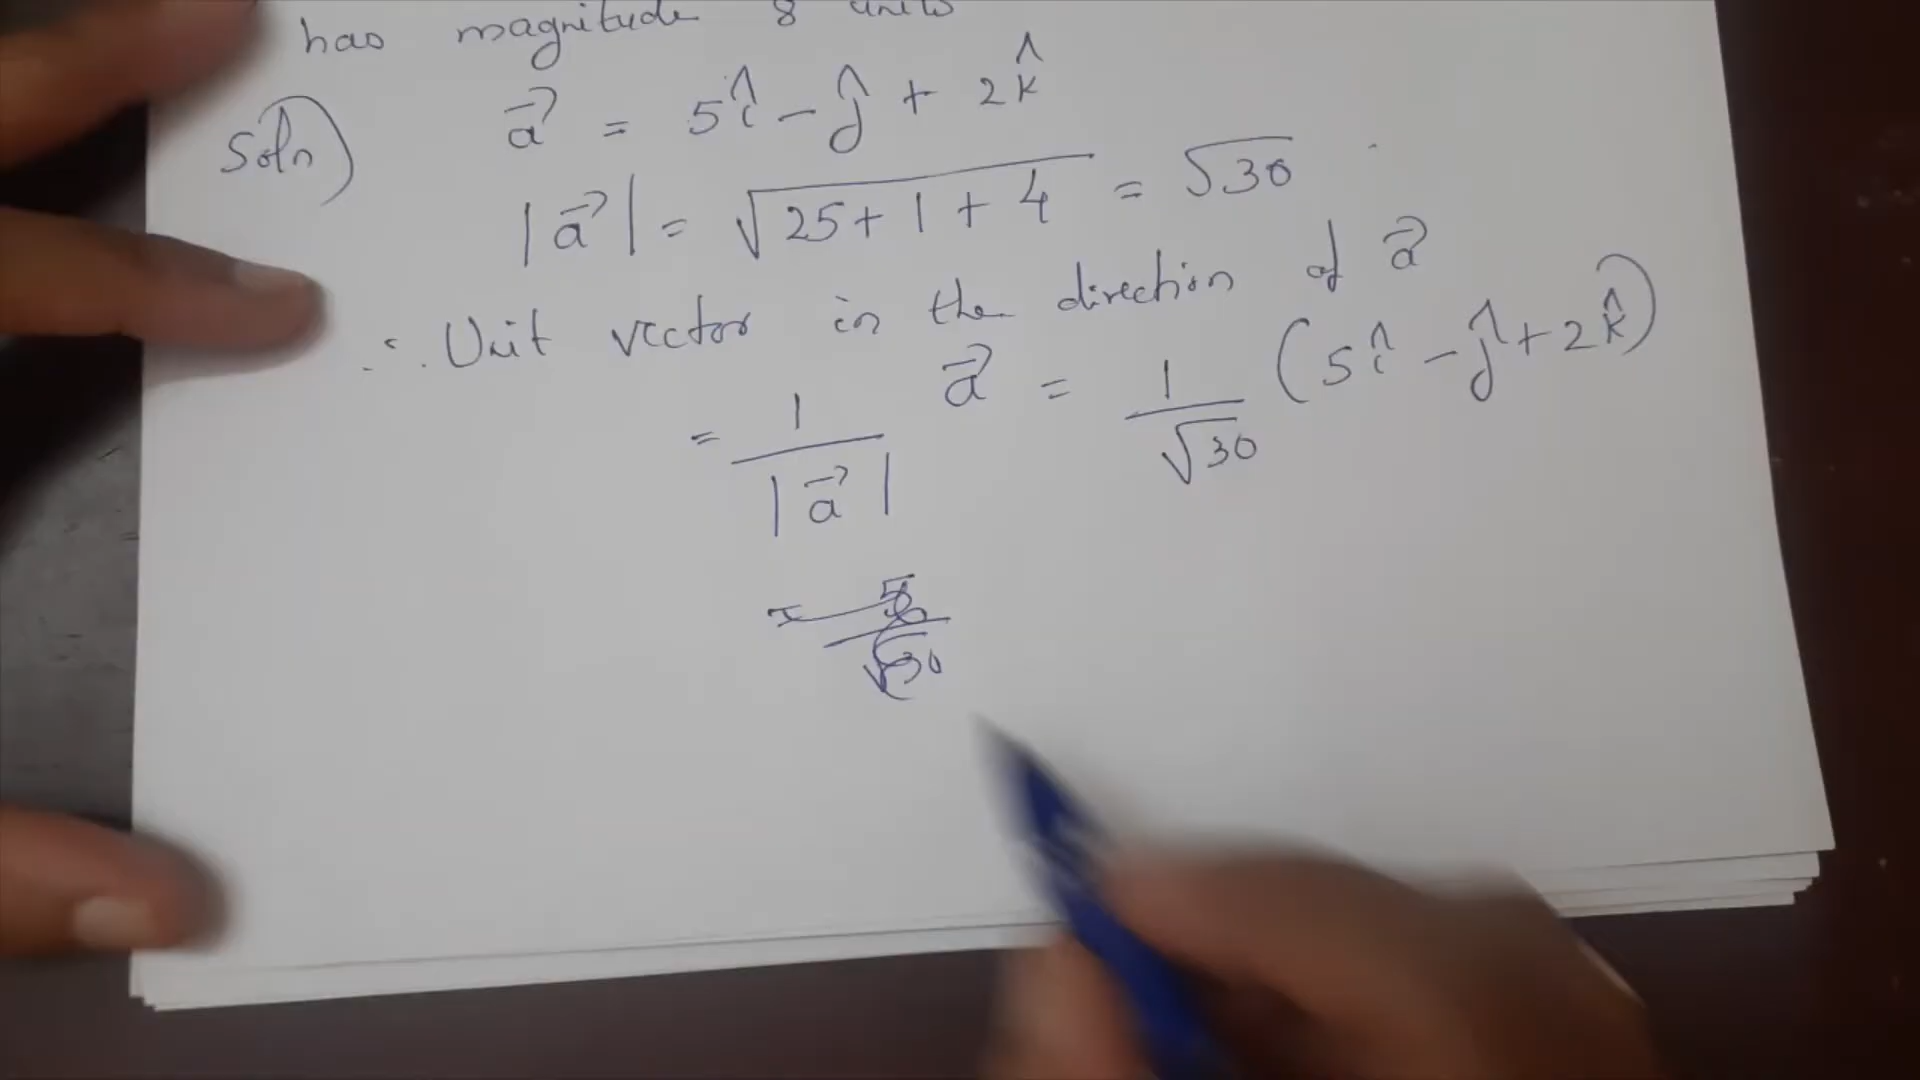 has magnitude 8 units
Soln) a⃗ = 5î - ĵ + 2k̂
|a⃗| = √25+1+4 = √30
∴ Unit vector in the direction of a⃗
= 1/|a⃗| a⃗ = 1/√30 (5î - ĵ + 2k̂)